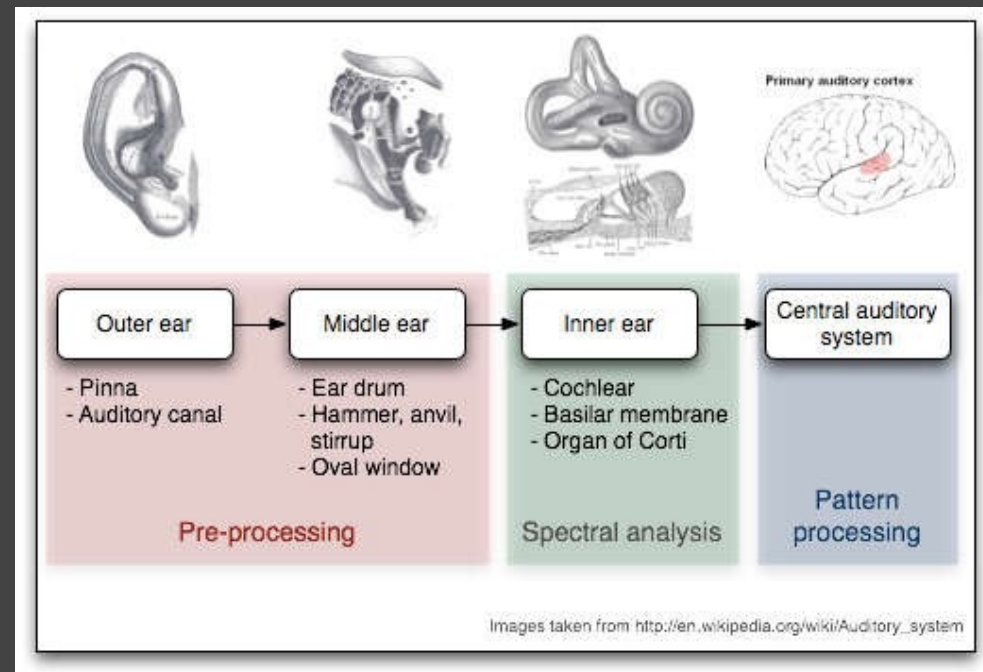 Primary auditory cortex
Outer ear
Middle ear
Inner ear
Central auditory
system
- Pinna
- Auditory canal
- Ear drum
- Hammer, anvil,
stirrup
- Oval window
- Cochlear
- Basilar membrane
- Organ of Corti
Pre-processing
Spectral analysis
Pattern
processing
Images taken from http://en.wikipedia.org/wiki/Auditory_system